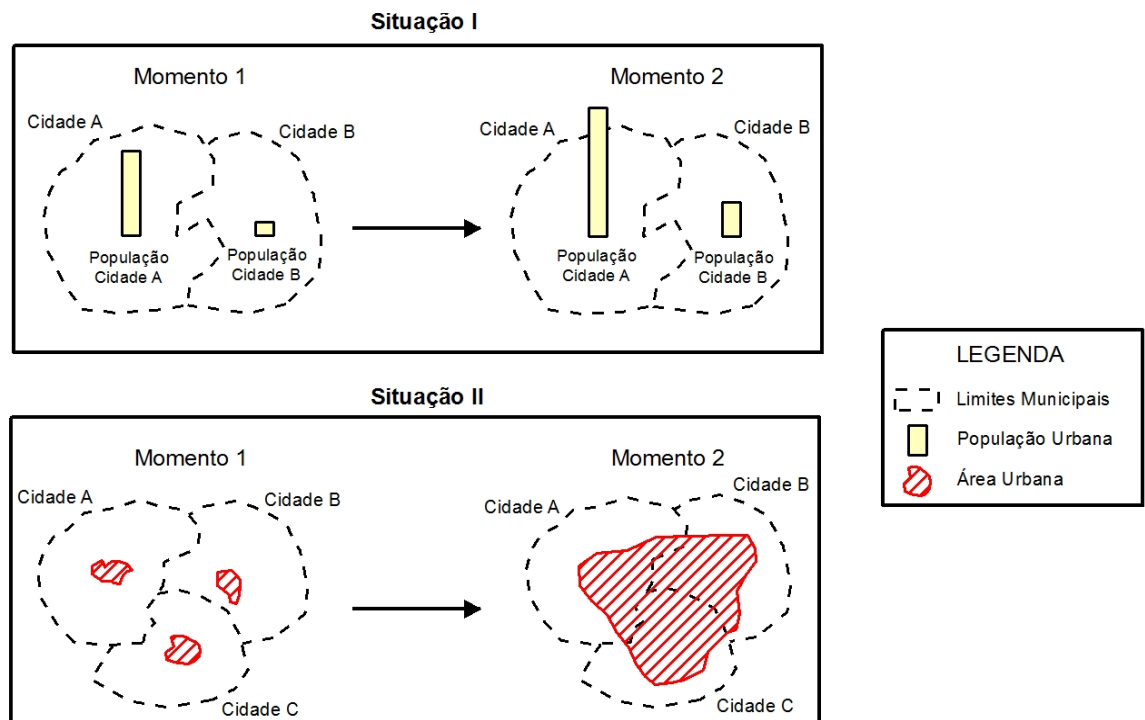 Situação I
Momento 1
Momento 2
Cidade A
Cidade B
Cidade A
Cidade B
População
Cidade A
População
Cidade B
População
Cidade A
População
Cidade B
LEGENDA
Limites Municipais
População Urbana
Área Urbana
Situação II
Momento 1
Momento 2
Cidade A
Cidade B
Cidade C
Cidade A
Cidade B
Cidade C